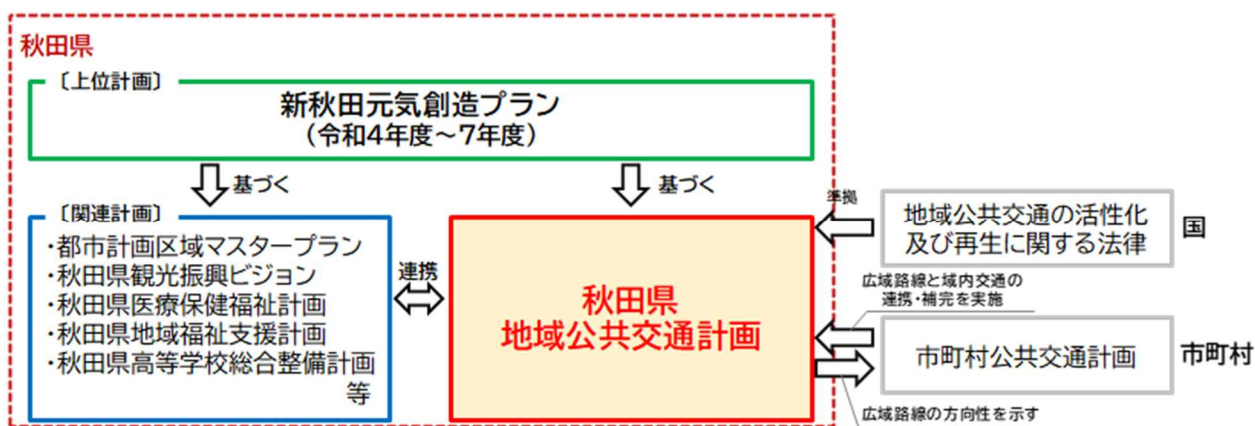 秋田県
〔上位計画〕
新秋田元気創造プラン
（令和4年度～7年度）
基づく
基づく
〔関連計画〕
・都市計画区域マスタープラン
・秋田県観光振興ビジョン
・秋田県医療保健福祉計画
・秋田県地域福祉支援計画
・秋田県高等学校総合整備計画
等
連携
秋田県
地域公共交通計画
準拠
地域公共交通の活性化
及び再生に関する法律
国
広域路線と域内交通の
連携・補完を実施
市町村公共交通計画
市町村
広域路線の方向性を示す